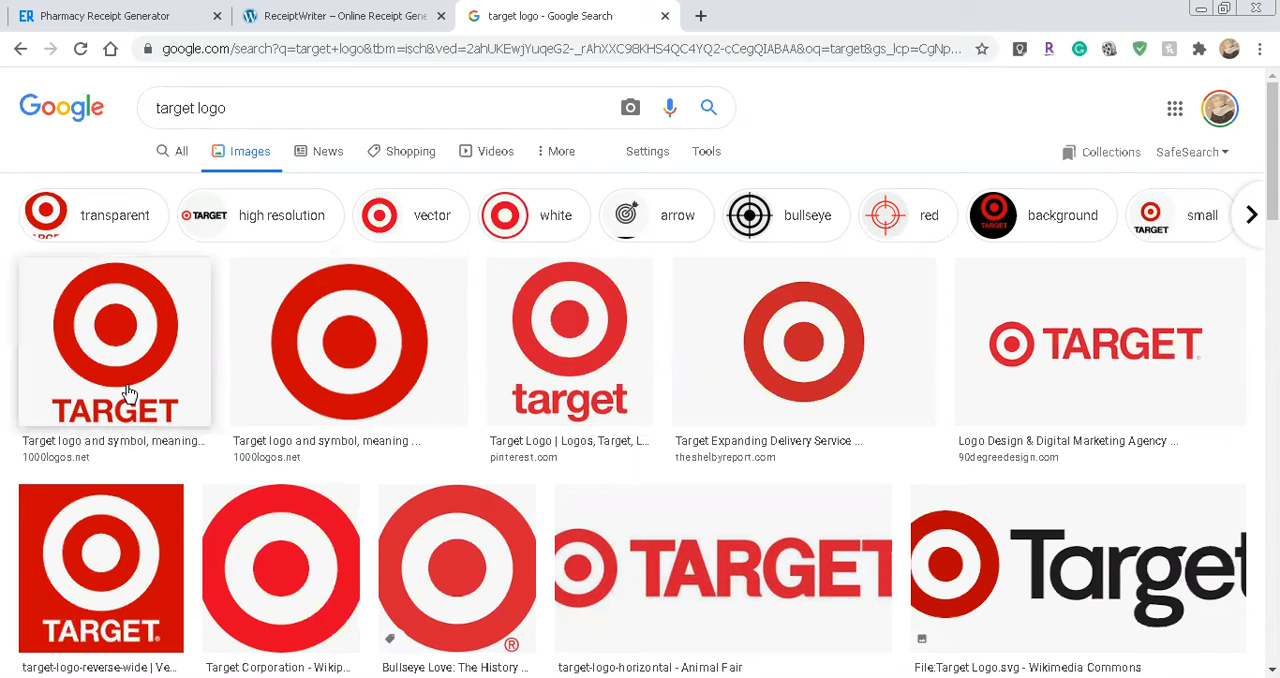 Pharmacy Receipt Generator
ReceiptWriter – Online Receipt Gene
target logo - Google Search
google.com/search?q=target+logo&tbm=isch&ved=2ahUKEwjYuqeG2-_rAhXXC9BKHS4QC4YQ2-cCegQIABAA&oq=target&gs_lcp=CgNp...
Google
target logo
All
Images
News
Shopping
Videos
More
Settings
Tools
Collections
SafeSearch
transparent
TARGET
high resolution
vector
white
arrow
bullseye
red
TARGET
background
TARGET
small
TARGET
target
TARGET
Target logo and symbol, meaning...
Target logo and symbol, meaning ...
Target Logo | Logos, Target, L...
Target Expanding Delivery Service ...
Logo Design & Digital Marketing Agency ...
1000logos.net
1000logos.net
pinterest.com
theshelbyreport.com
90degreedesign.com
TARGET.
®
TARGET
Target
target-logo-reverse-wide | Ve...
Target Corporation - Wikip...
Bullseye Love: The History ...
target-logo-horizontal - Animal Fair
File:Target Logo.svg - Wikimedia Commons